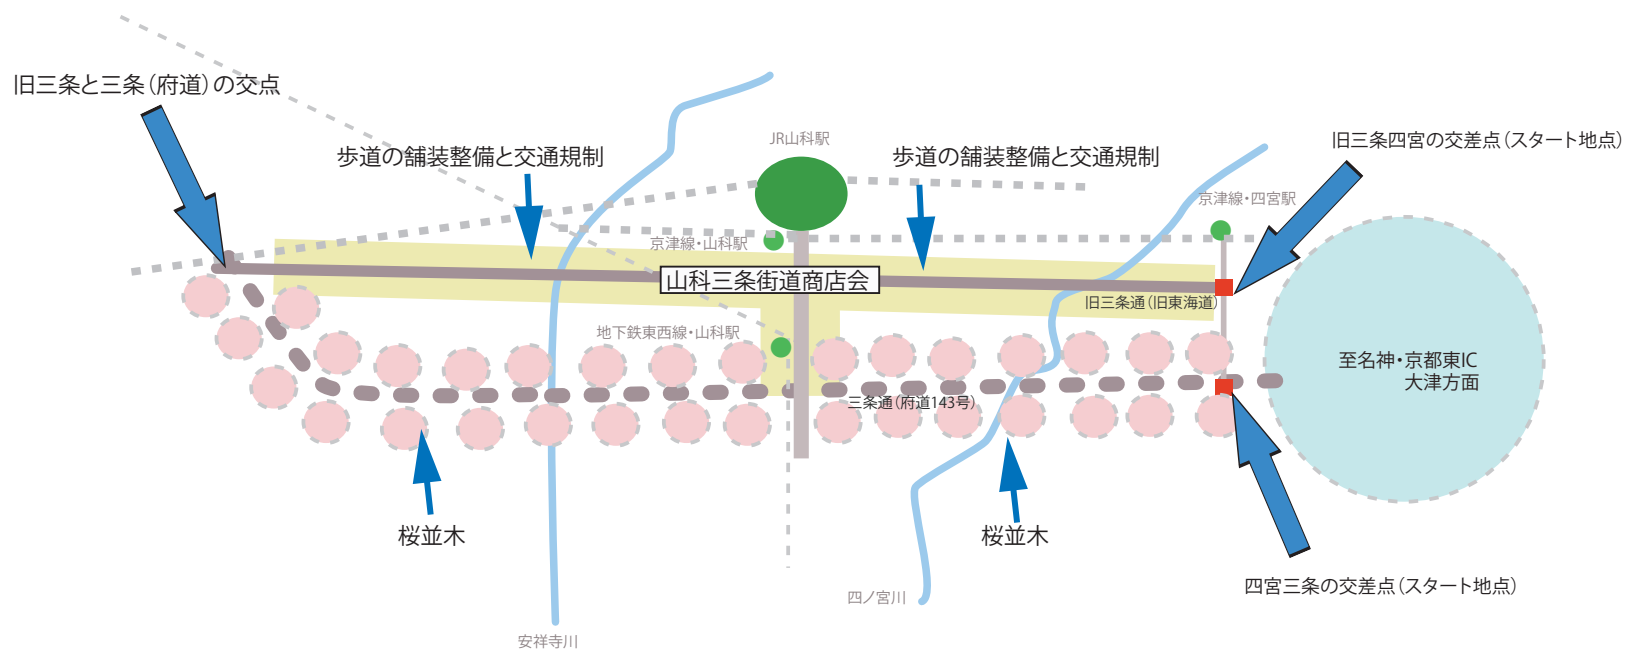 旧三条と三条（府道）の交点
JR山科駅
旧三条四宮の交差点（スタート地点）
歩道の舗装整備と交通規制
歩道の舗装整備と交通規制
京津線・四宮駅
京津線・山科駅
山科三条街道商店会
旧三条通（旧東海道）
地下鉄東西線・山科駅
至名神・京都東IC
大津方面
三条通（府道143号）
桜並木
桜並木
四宮三条の交差点（スタート地点）
四ノ宮川
安祥寺川